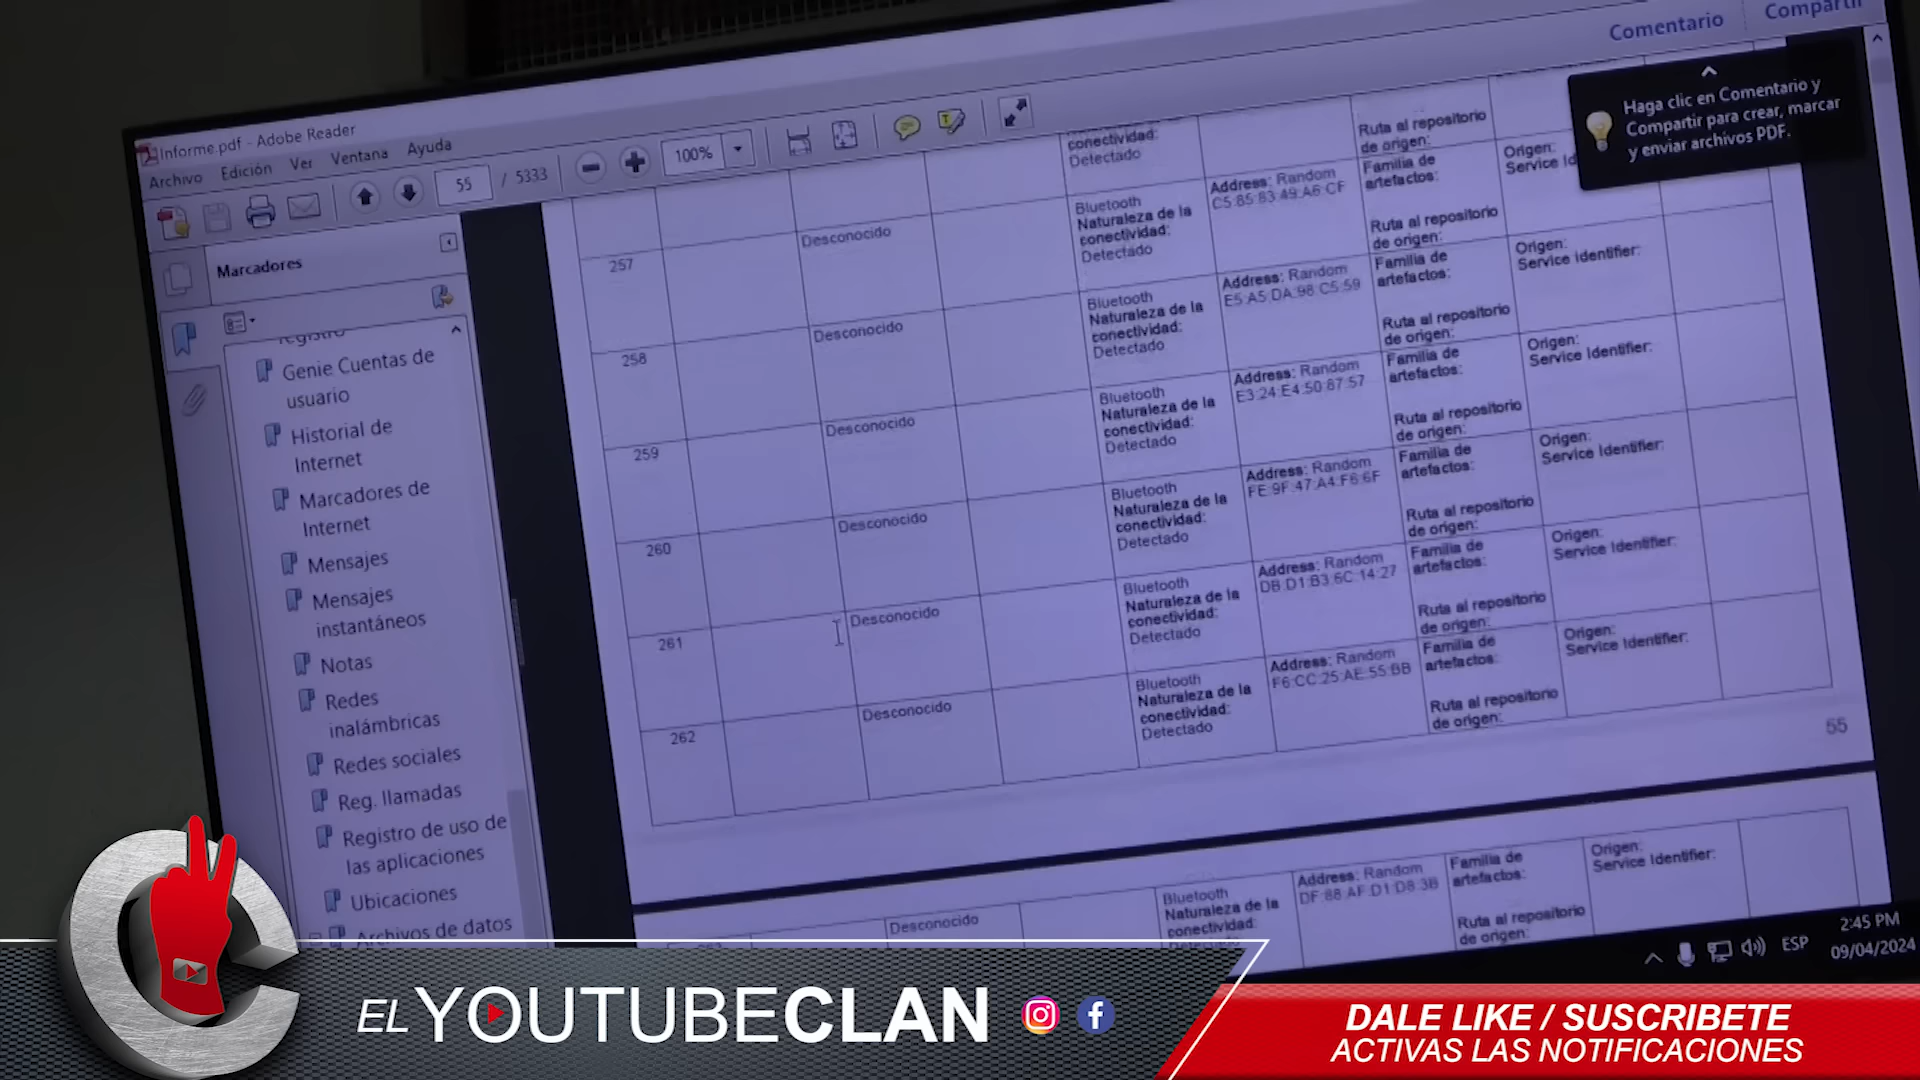 Informe.pdf - Adobe Reader
Archivo Edición Ver Ventana Ayuda
55 / 5333 100%
Comentario Compartir
Haga clic en Comentario y
Compartir para crear, marcar
y enviar archivos PDF.
Marcadores
registro
Genie Cuentas de
usuario
Historial de
Internet
Marcadores de
Internet
Mensajes
Mensajes
instantáneos
Notas
Redes
inalámbricas
Redes sociales
Reg. llamadas
Registro de uso de
las aplicaciones
Ubicaciones
Archivos de datos
conectividad:
Detectado
Ruta al repositorio
de origen:
257
Desconocido
Bluetooth
Naturaleza de la
conectividad:
Detectado
Address: Random
C5:85:83:49:A6:CF
Familia de
artefactos:
Ruta al repositorio
de origen:
Origen:
258
Desconocido
Bluetooth
Naturaleza de la
conectividad:
Detectado
Address: Random
E5:A5:DA:98:C5:59
Familia de
artefactos:
Ruta al repositorio
de origen:
Origen:
Service Identifier:
259
Desconocido
Bluetooth
Naturaleza de la
conectividad:
Detectado
Address: Random
E3:24:E4:50:87:57
Familia de
artefactos:
Ruta al repositorio
de origen:
Origen:
Service Identifier:
260
Desconocido
Bluetooth
Naturaleza de la
conectividad:
Detectado
Address: Random
FE:9F:47:A4:F6:6F
Familia de
artefactos:
Ruta al repositorio
de origen:
Origen:
Service Identifier:
261
Desconocido
Bluetooth
Naturaleza de la
conectividad:
Detectado
Address: Random
DB:D1:B3:6C:14:27
Familia de
artefactos:
Ruta al repositorio
de origen:
Origen:
Service Identifier:
262
Desconocido
Bluetooth
Naturaleza de la
conectividad:
Detectado
Address: Random
F6:CC:25:AE:55:BB
Familia de
artefactos:
Ruta al repositorio
de origen:
Origen:
Service Identifier:
55
Desconocido
Bluetooth
Naturaleza de la
conectividad:
Address: Random
DF:88:AF:D1:D8:3B
Familia de
artefactos:
Ruta al repositorio
de origen:
Origen:
Service Identifier:
ESP
2:45 PM
09/04/2024
EL YOUTUBECLAN
DALE LIKE / SUSCRIBETE
ACTIVAS LAS NOTIFICACIONES